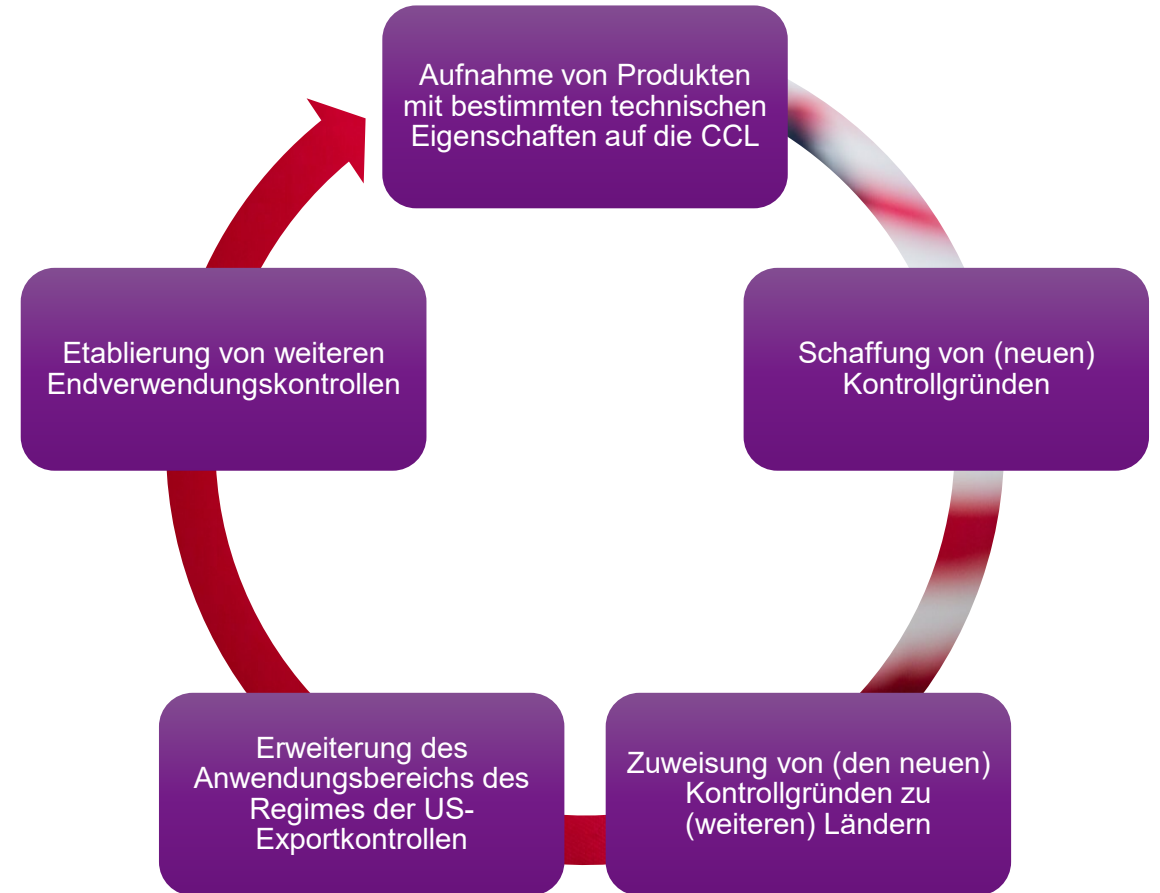 Aufnahme von Produkten
mit bestimmten technischen
Eigenschaften auf die CCL
Schaffung von (neuen)
Kontrollgründen
Zuweisung von (den neuen)
Kontrollgründen zu
(weiteren) Ländern
Erweiterung des
Anwendungsbereichs des
Regimes der US-
Exportkontrollen
Etablierung von weiteren
Endverwendungskontrollen